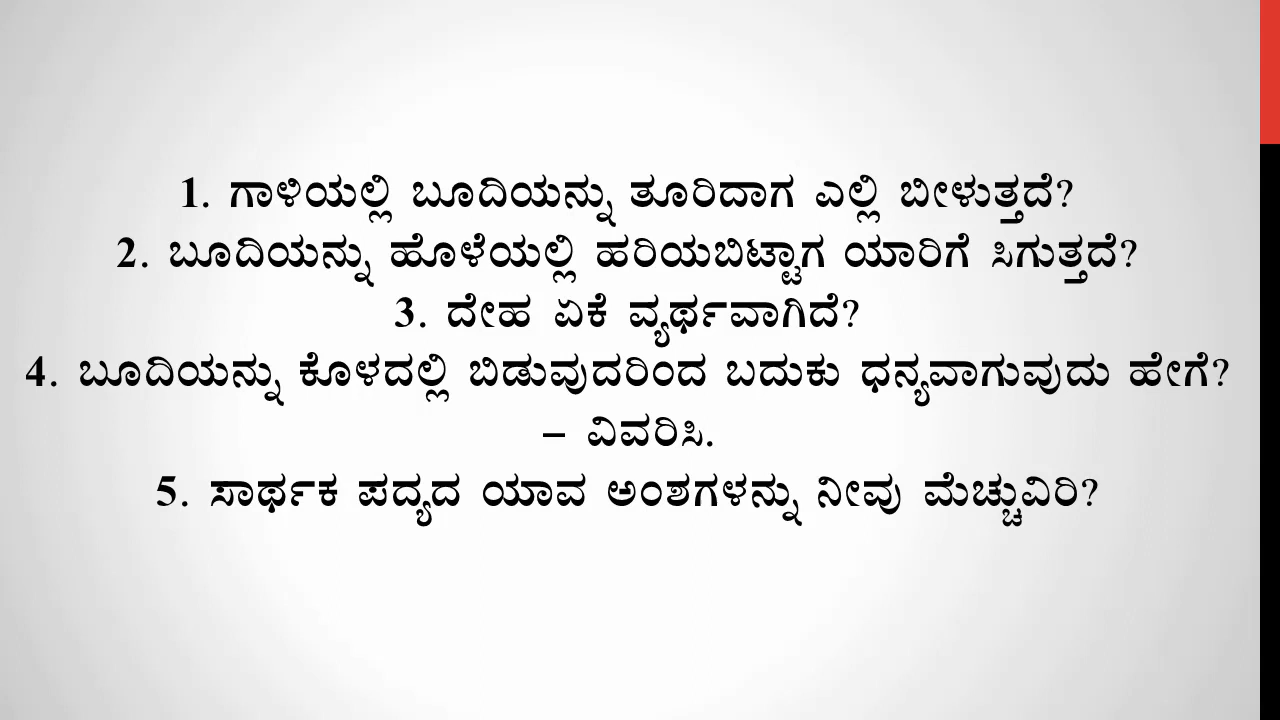 1. ಗಾಳಿಯಲ್ಲಿ ಬೂದಿಯನ್ನು ತೂರಿದಾಗ ಎಲ್ಲಿ ಬೀಳುತ್ತದೆ?
2. ಬೂದಿಯನ್ನು ಹೊಳೆಯಲ್ಲಿ ಹರಿಯಬಿಟ್ಟಾಗ ಯಾರಿಗೆ ಸಿಗುತ್ತದೆ?
3. ದೇಹ ಏಕೆ ವ್ಯರ್ಥವಾಗಿದೆ?
4. ಬೂದಿಯನ್ನು ಕೊಳದಲ್ಲಿ ಬಿಡುವುದರಿಂದ ಬದುಕು ಧನ್ಯವಾಗುವುದು ಹೇಗೆ?
– ವಿವರಿಸಿ.
5. ಸಾರ್ಥಕ ಪದ್ಯದ ಯಾವ ಅಂಶಗಳನ್ನು ನೀವು ಮೆಚ್ಚುವಿರಿ?